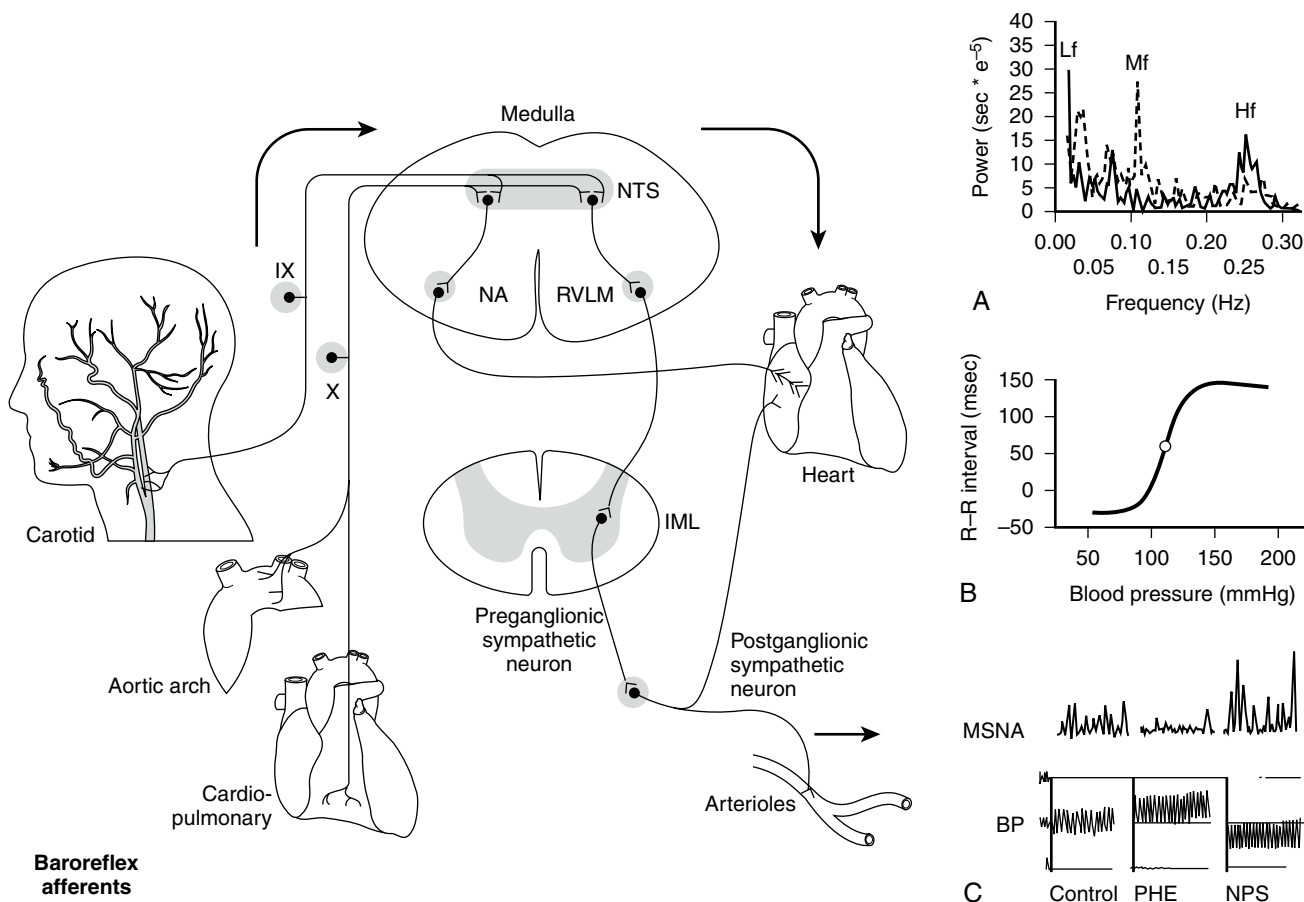 Medulla
NTS
IX
NA
RVLM
X
Carotid
Heart
IML
Preganglionic
sympathetic
neuron
Postganglionic
sympathetic
neuron
Aortic arch
Cardio-
pulmonary
Arterioles
Baroreflex
afferents
Power (sec * e–5)
40
35
30
25
20
15
10
5
0
Lf
Mf
Hf
0.00
0.10
0.20
0.30
0.05
0.15
0.25
A
Frequency (Hz)
R–R interval (msec)
150
100
50
0
–50
50
100
150
200
B
Blood pressure (mmHg)
MSNA
BP
C
Control
PHE
NPS